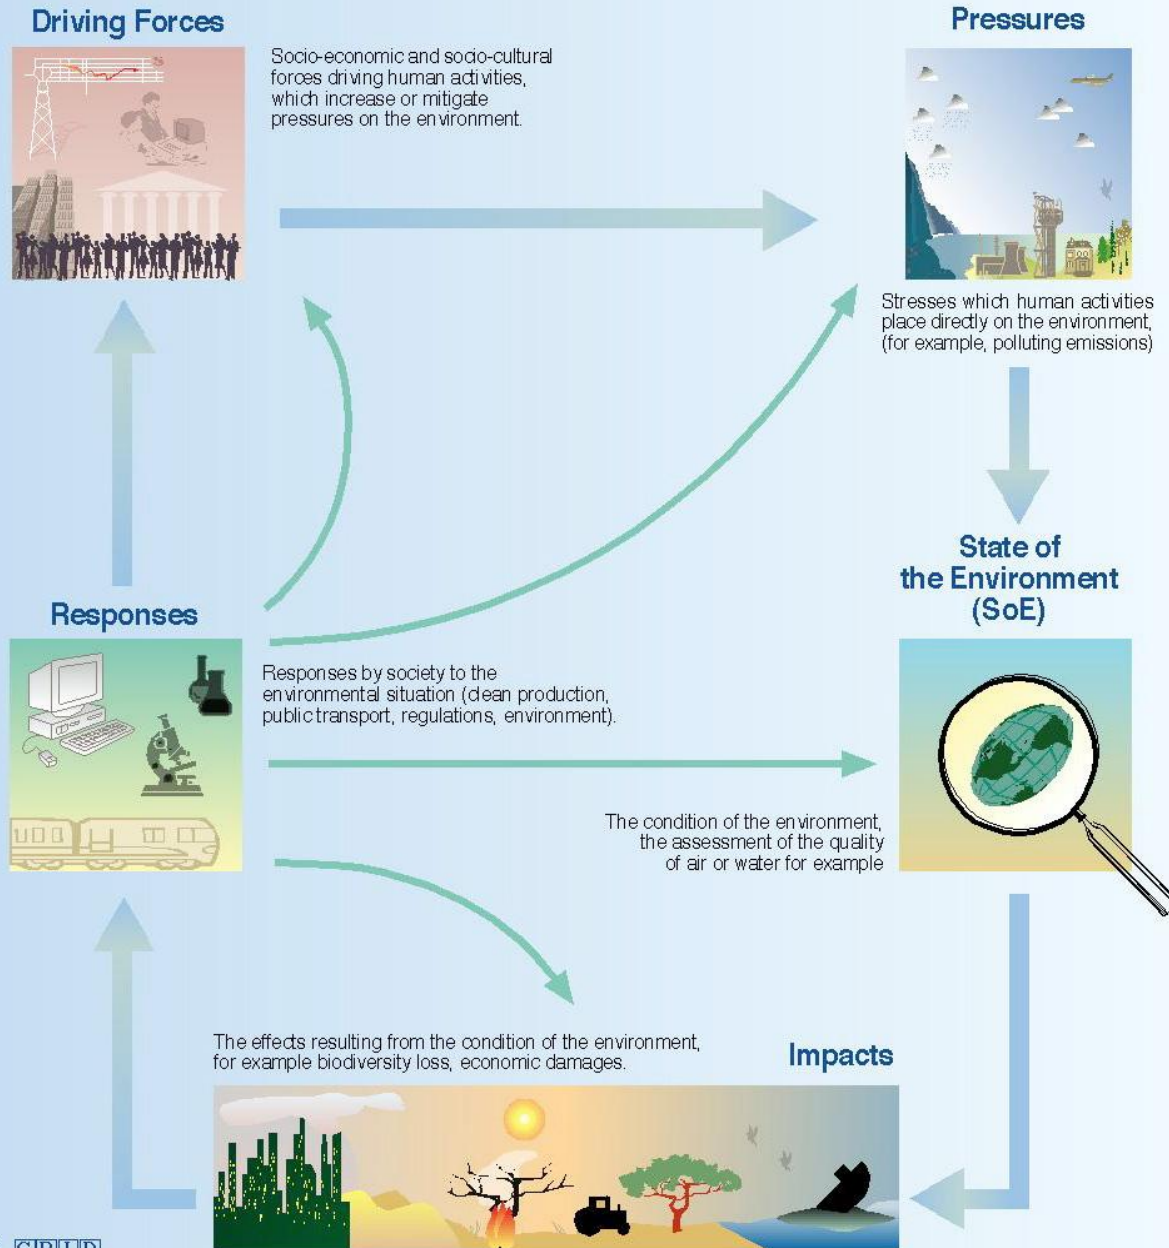 Driving Forces
Socio-economic and socio-cultural
forces driving human activities,
which increase or mitigate
pressures on the environment.
Pressures
Stresses which human activities
place directly on the environment,
(for example, polluting emissions)
State of
the Environment
(SoE)
Responses
Responses by society to the
environmental situation (clean production,
public transport, regulations, environment).
The condition of the environment,
the assessment of the quality
of air or water for example
The effects resulting from the condition of the environment,
for example biodiversity loss, economic damages.
Impacts
GRID